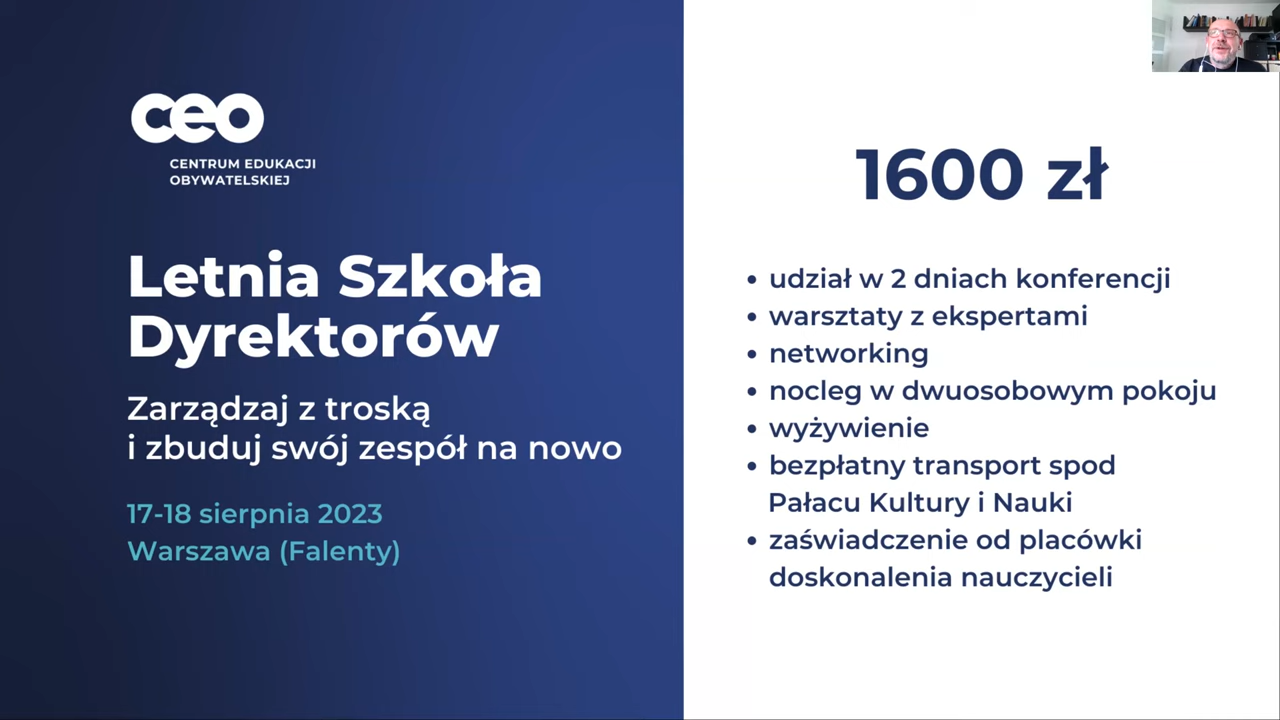 ceo
CENTRUM EDUKACJI
OBYWATELSKIEJ
Letnia Szkoła
Dyrektorów
Zarządzaj z troską
i zbuduj swój zespół na nowo
17-18 sierpnia 2023
Warszawa (Falenty)
1600 zł
• udział w 2 dniach konferencji
• warsztaty z ekspertami
• networking
• nocleg w dwuosobowym pokoju
• wyżywienie
• bezpłatny transport spod
Pałacu Kultury i Nauki
• zaświadczenie od placówki
doskonalenia nauczycieli